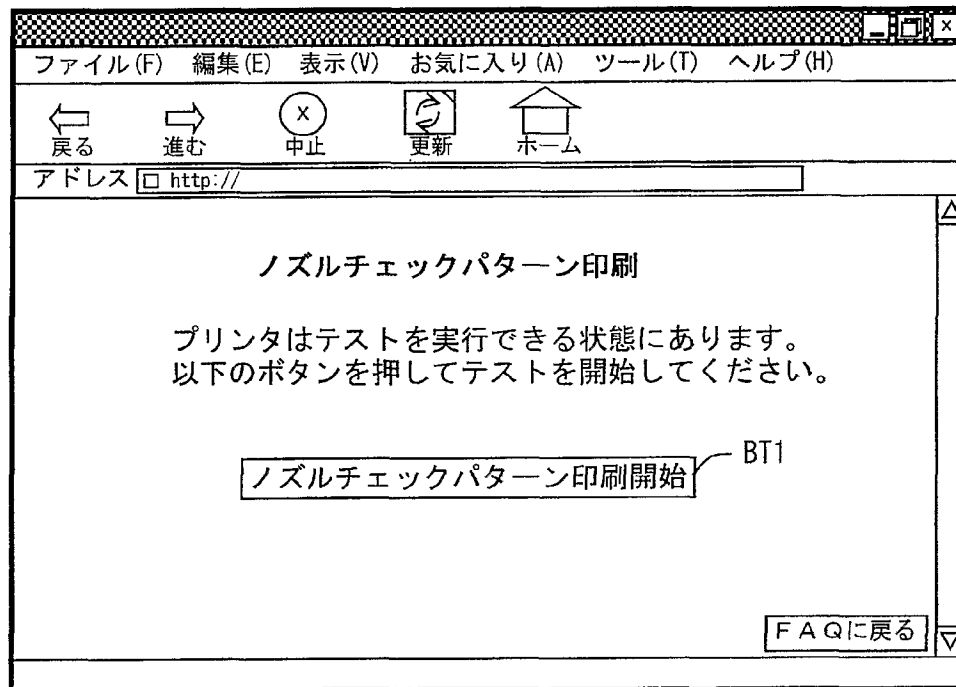 ファイル(F) 編集(E) 表示(V) お気に入り(A) ツール(T) ヘルプ(H)
戻る 進む 中止 更新 ホーム
アドレス http://
ノズルチェックパターン印刷
プリンタはテストを実行できる状態にあります。
以下のボタンを押してテストを開始してください。
ノズルチェックパターン印刷開始 BT1
FAQに戻る